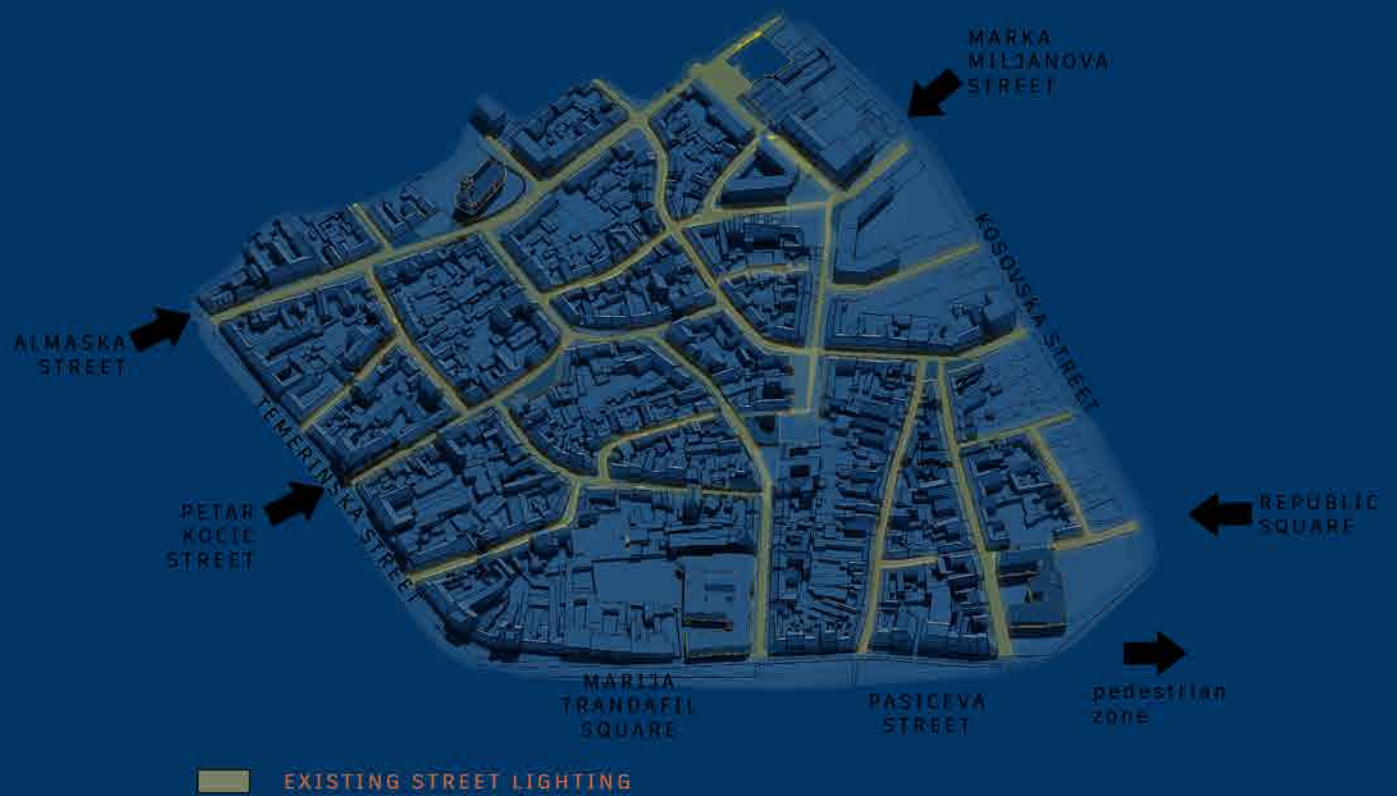 MARKA
MILJANOVA
STREET
KOSOVSKA STREET
ALMASKA
STREET
TEMERINSKA STREET
PETAR
KOCIC
STREET
REPUBLIC
SQUARE
MARIJA
TRANDAFIL
SQUARE
PASICEVA
STREET
pedestrian
zone
EXISTING STREET LIGHTING